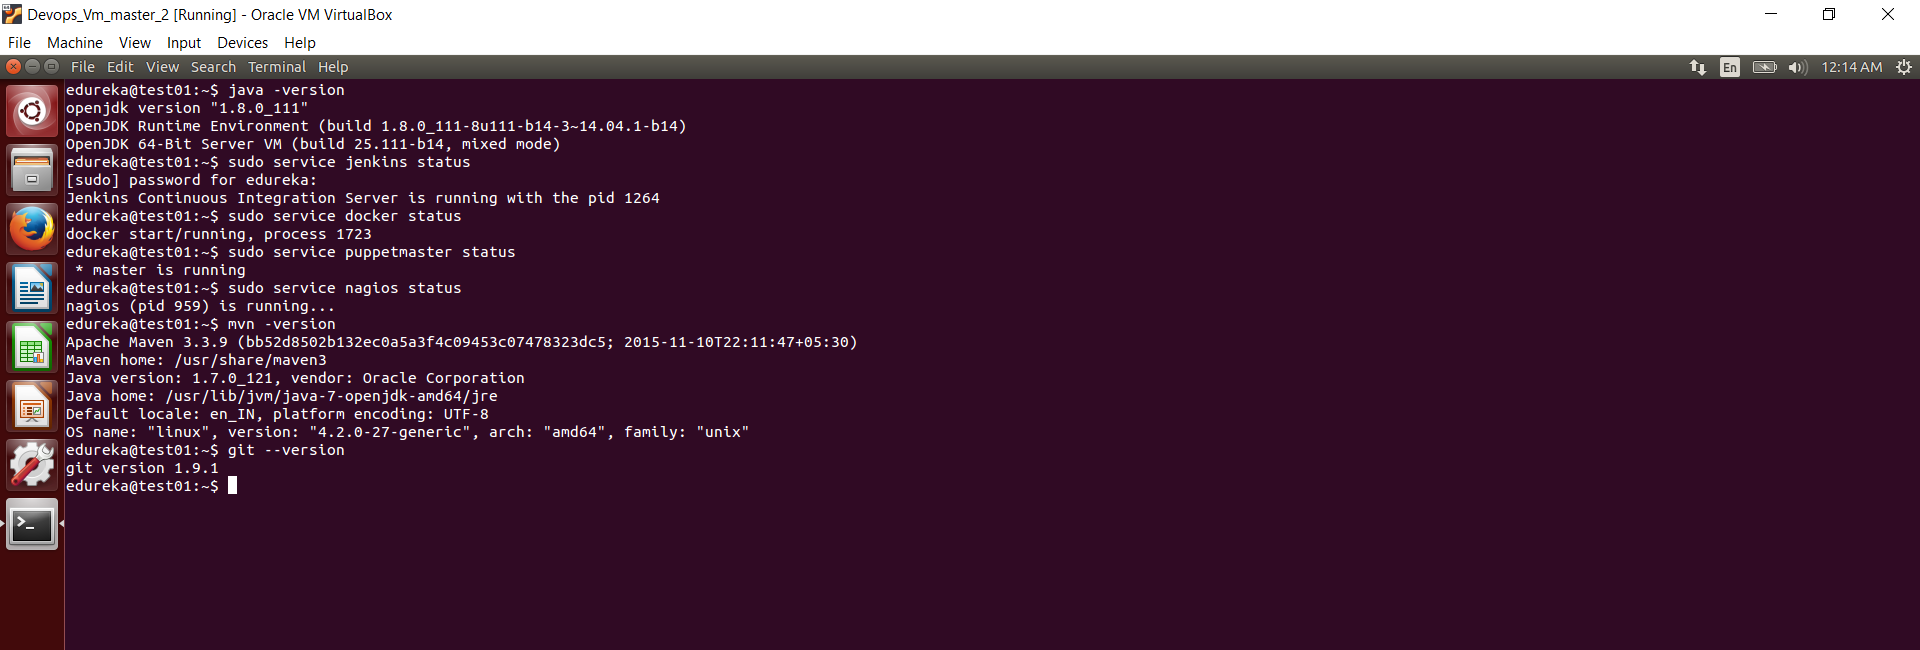 Devops_Vm_master_2 [Running] - Oracle VM VirtualBox
File Machine View Input Devices Help
File Edit View Search Terminal Help En 12:14 AM
edureka@test01:~$ java -version
openjdk version "1.8.0_111"
OpenJDK Runtime Environment (build 1.8.0_111-8u111-b14-3~14.04.1-b14)
OpenJDK 64-Bit Server VM (build 25.111-b14, mixed mode)
edureka@test01:~$ sudo service jenkins status
[sudo] password for edureka:
Jenkins Continuous Integration Server is running with the pid 1264
edureka@test01:~$ sudo service docker status
docker start/running, process 1723
edureka@test01:~$ sudo service puppetmaster status
 * master is running
edureka@test01:~$ sudo service nagios status
nagios (pid 959) is running...
edureka@test01:~$ mvn -version
Apache Maven 3.3.9 (bb52d8502b132ec0a5a3f4c09453c07478323dc5; 2015-11-10T22:11:47+05:30)
Maven home: /usr/share/maven3
Java version: 1.7.0_121, vendor: Oracle Corporation
Java home: /usr/lib/jvm/java-7-openjdk-amd64/jre
Default locale: en_IN, platform encoding: UTF-8
OS name: "linux", version: "4.2.0-27-generic", arch: "amd64", family: "unix"
edureka@test01:~$ git --version
git version 1.9.1
edureka@test01:~$